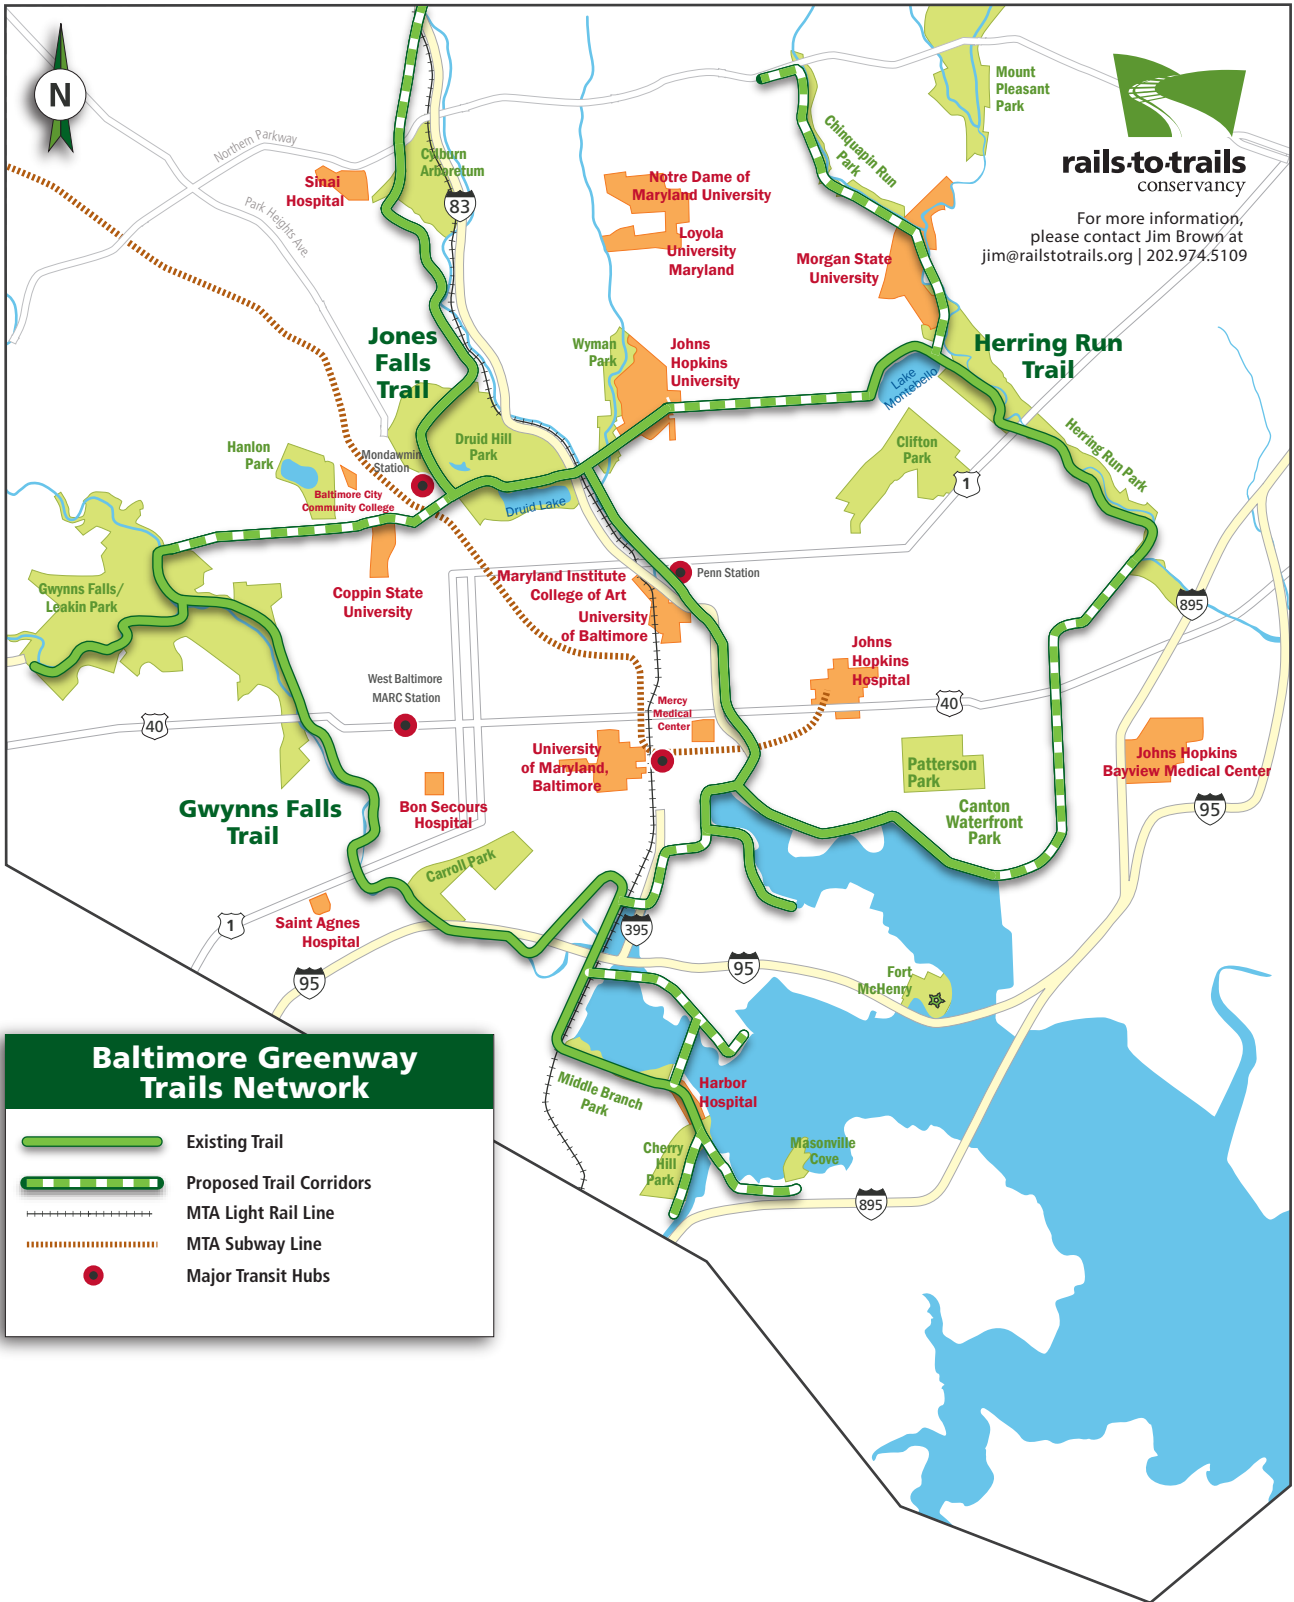 N
Northern Parkway
Park Heights Ave.
Sinai
Hospital
Cylburn
Arboretum
83
Notre Dame of
Maryland University
Loyola
University
Maryland
Chinquapin Run
Park
Mount
Pleasant
Park
rails-to-trails
conservancy
For more information,
please contact Jim Brown at
jim@railstotrails.org | 202.974.5109
Morgan State
University
Jones
Falls
Trail
Wyman
Park
Johns
Hopkins
University
Herring Run
Trail
Lake
Montebello
Herring Run Park
Clifton
Park
1
Hanlon
Park
Mondawmin
Station
Druid Hill
Park
Baltimore City
Community College
Druid Lake
Penn Station
Gwynns Falls/
Leakin Park
Coppin State
University
Maryland Institute
College of Art
University
of Baltimore
895
Johns
Hopkins
Hospital
West Baltimore
MARC Station
Mercy
Medical
Center
40
40
University
of Maryland,
Baltimore
Patterson
Park
Johns Hopkins
Bayview Medical Center
95
Gwynns Falls
Trail
Bon Secours
Hospital
Canton
Waterfront
Park
Carroll Park
1
Saint Agnes
Hospital
395
95
95
Fort
McHenry
Middle Branch
Park
Harbor
Hospital
Cherry
Hill
Park
Masonville
Cove
895
Baltimore Greenway
Trails Network
Existing Trail
Proposed Trail Corridors
MTA Light Rail Line
MTA Subway Line
Major Transit Hubs